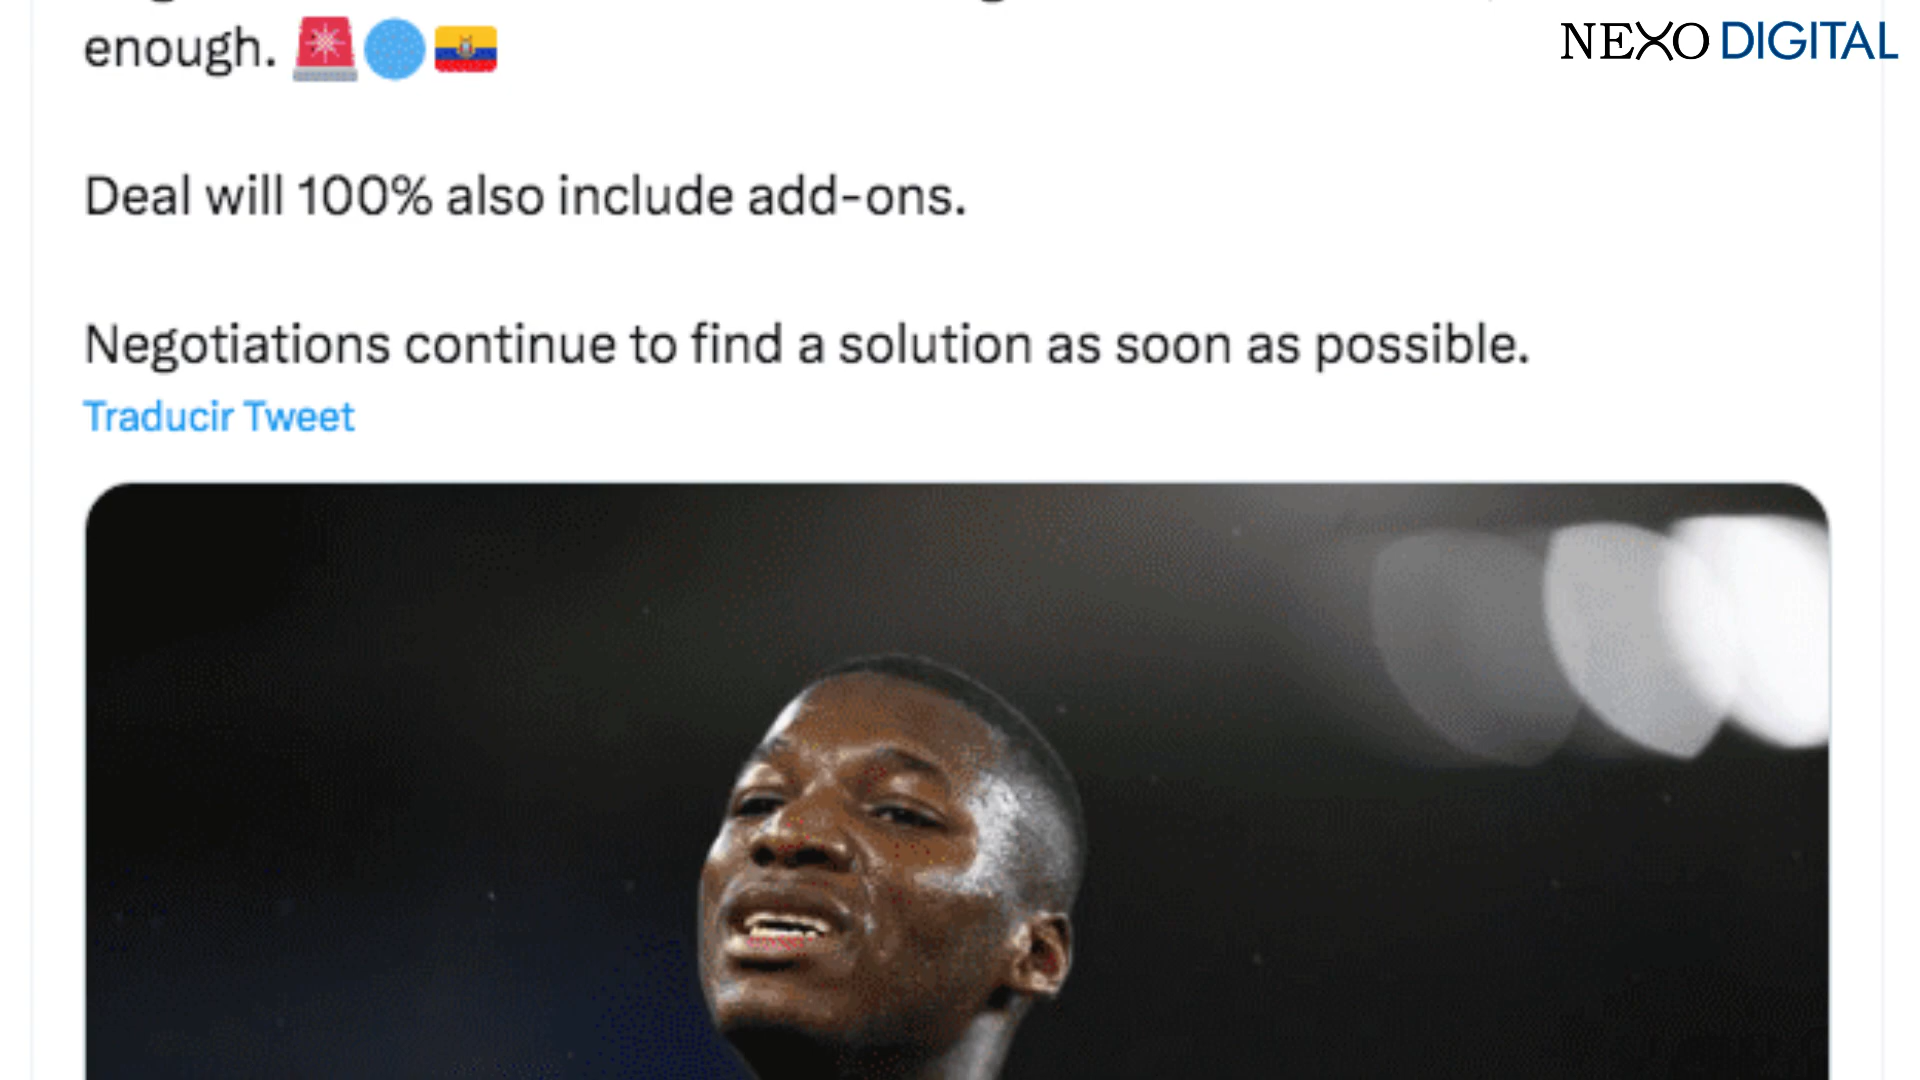 enough. 🚨🔵🇪🇨
NEXO DIGITAL
Deal will 100% also include add-ons.
Negotiations continue to find a solution as soon as possible.
Traducir Tweet